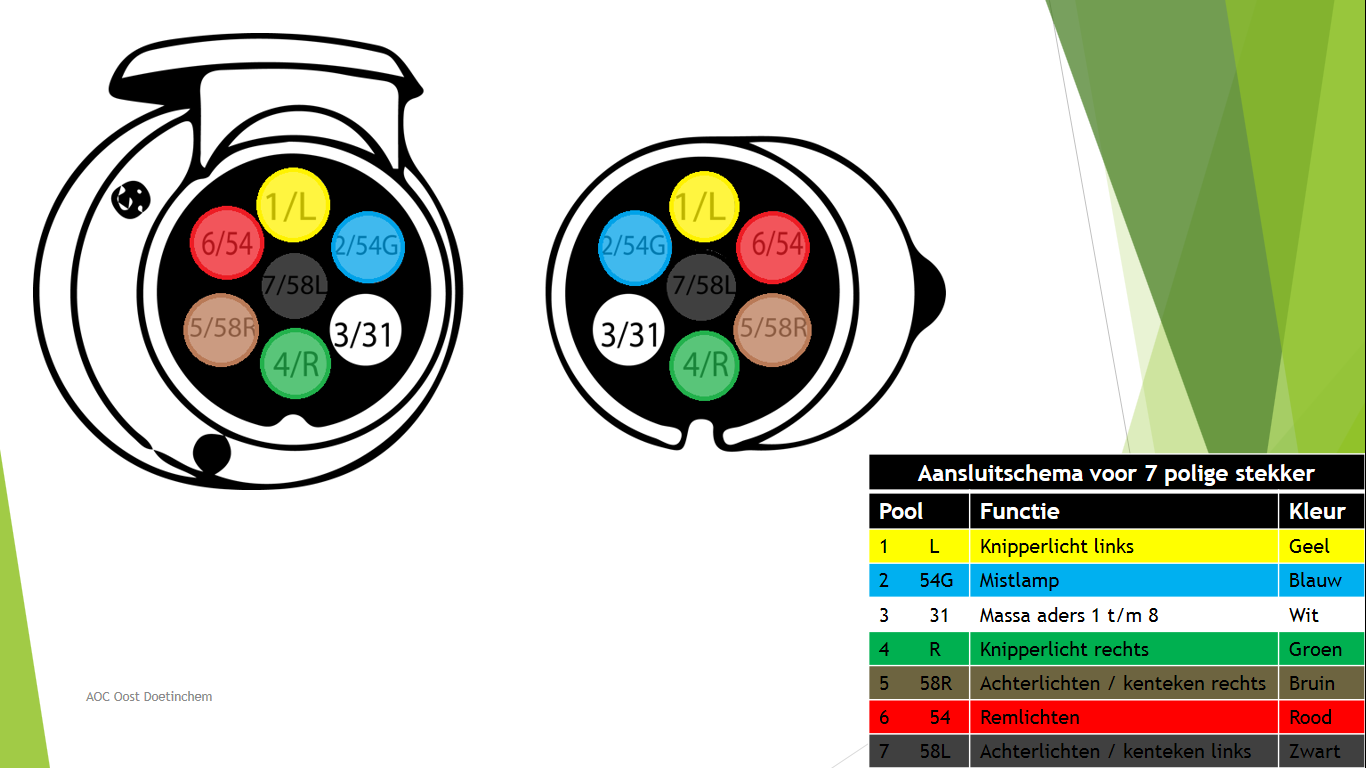 1/L
6/54
2/54G
7/58L
5/58R
3/31
4/R
1/L
2/54G
6/54
7/58L
3/31
5/58R
4/R
Aansluitschema voor 7 polige stekker
Pool Functie Kleur
1 L Knipperlicht links Geel
2 54G Mistlamp Blauw
3 31 Massa aders 1 t/m 8 Wit
4 R Knipperlicht rechts Groen
5 58R Achterlichten / kenteken rechts Bruin
6 54 Remlichten Rood
7 58L Achterlichten / kenteken links Zwart
AOC Oost Doetinchem